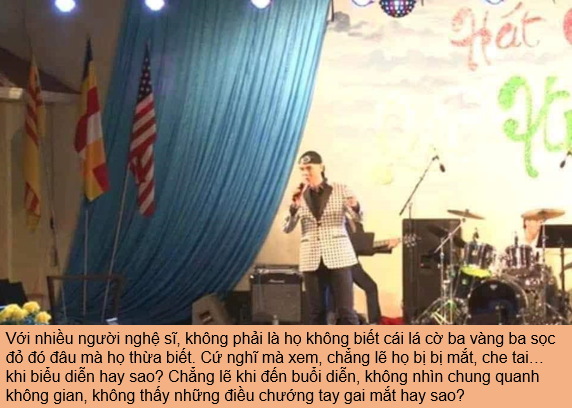 Hát
H
Với nhiều người nghệ sĩ, không phải là họ không biết cái lá cờ ba vàng ba sọc
đỏ đó đâu mà họ thừa biết. Cứ nghĩ mà xem, chẳng lẽ họ bị bị mắt, che tai…
khi biểu diễn hay sao? Chẳng lẽ khi đến buổi diễn, không nhìn chung quanh
không gian, không thấy những điều chướng tay gai mắt hay sao?